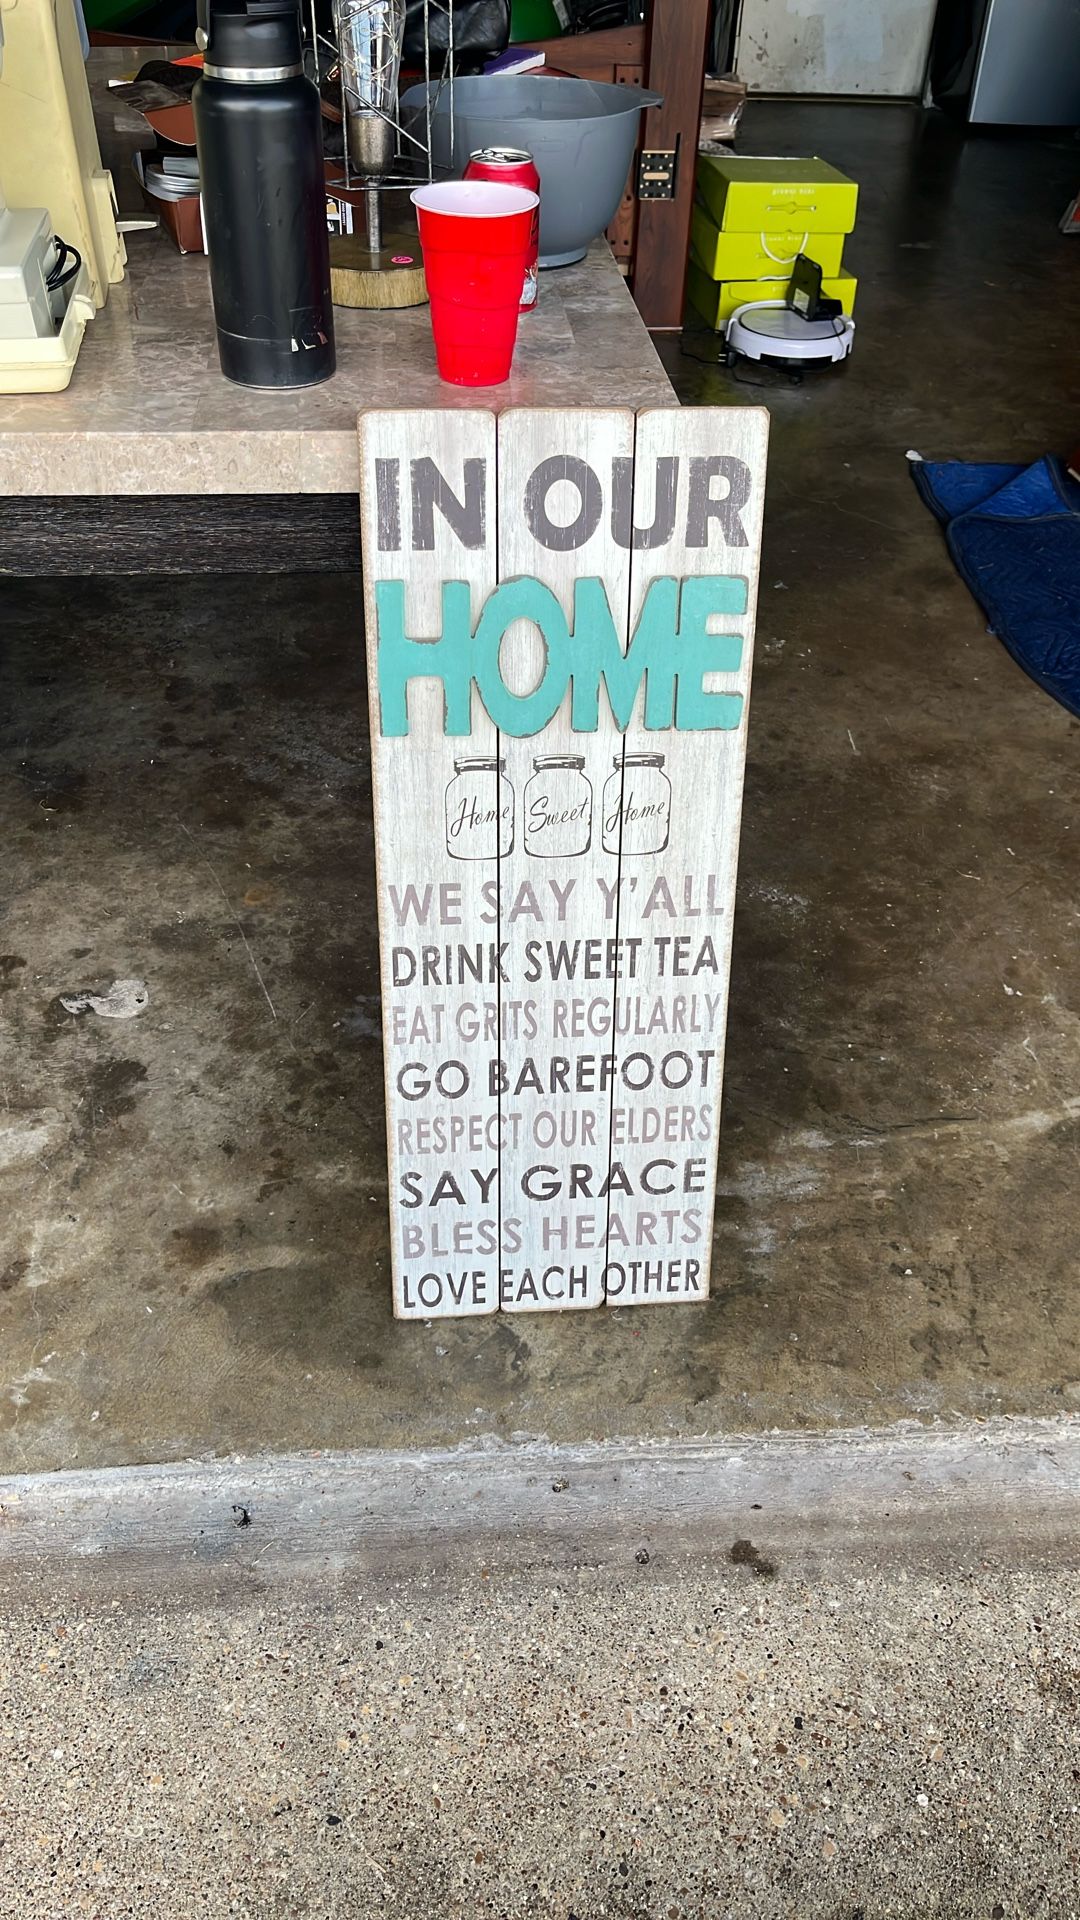 IN OUR
HOME
Home Sweet Home
WE SAY Y'ALL
DRINK SWEET TEA
EAT GRITS REGULARLY
GO BAREFOOT
RESPECT OUR ELDERS
SAY GRACE
BLESS HEARTS
LOVE EACH OTHER